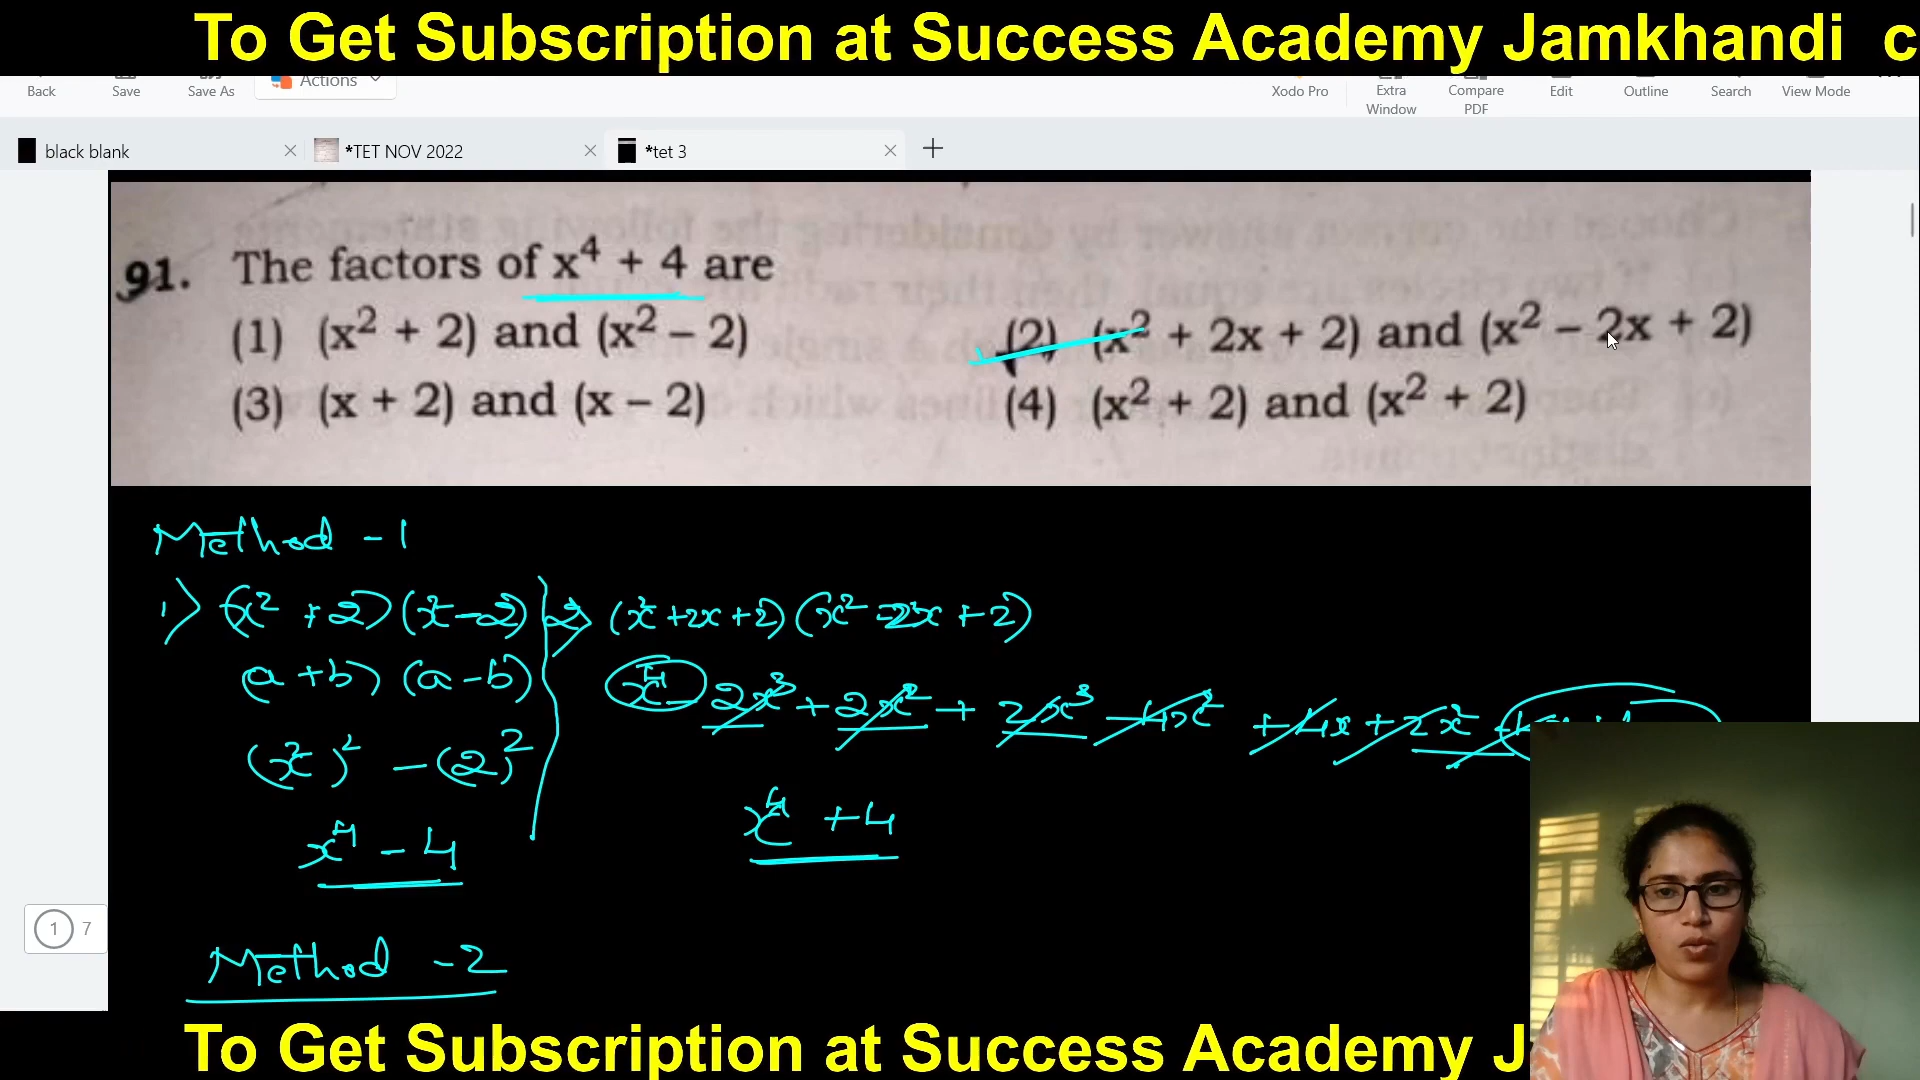 To Get Subscription at Success Academy Jamkhandi c
Back Save Save As Actions Xodo Pro Extra Window Compare PDF Edit Outline Search View Mode
black blank *TET NOV 2022 *tet 3
91. The factors of x⁴ + 4 are
(1) (x² + 2) and (x² – 2) (2) (x² + 2x + 2) and (x² – 2x + 2)
(3) (x + 2) and (x – 2) (4) (x² + 2) and (x² + 2)
Method - 1
1) (x² + 2) (x² - 2) 2) (x² + 2x + 2) (x² - 2x + 2)
(a + b) (a - b) x⁴ - 2x³ + 2x² + 2x³ - 4x² + 4x + 2x²
(x²)² - (2)²
x⁴ - 4 x⁴ + 4
1 7
Method - 2
To Get Subscription at Success Academy J